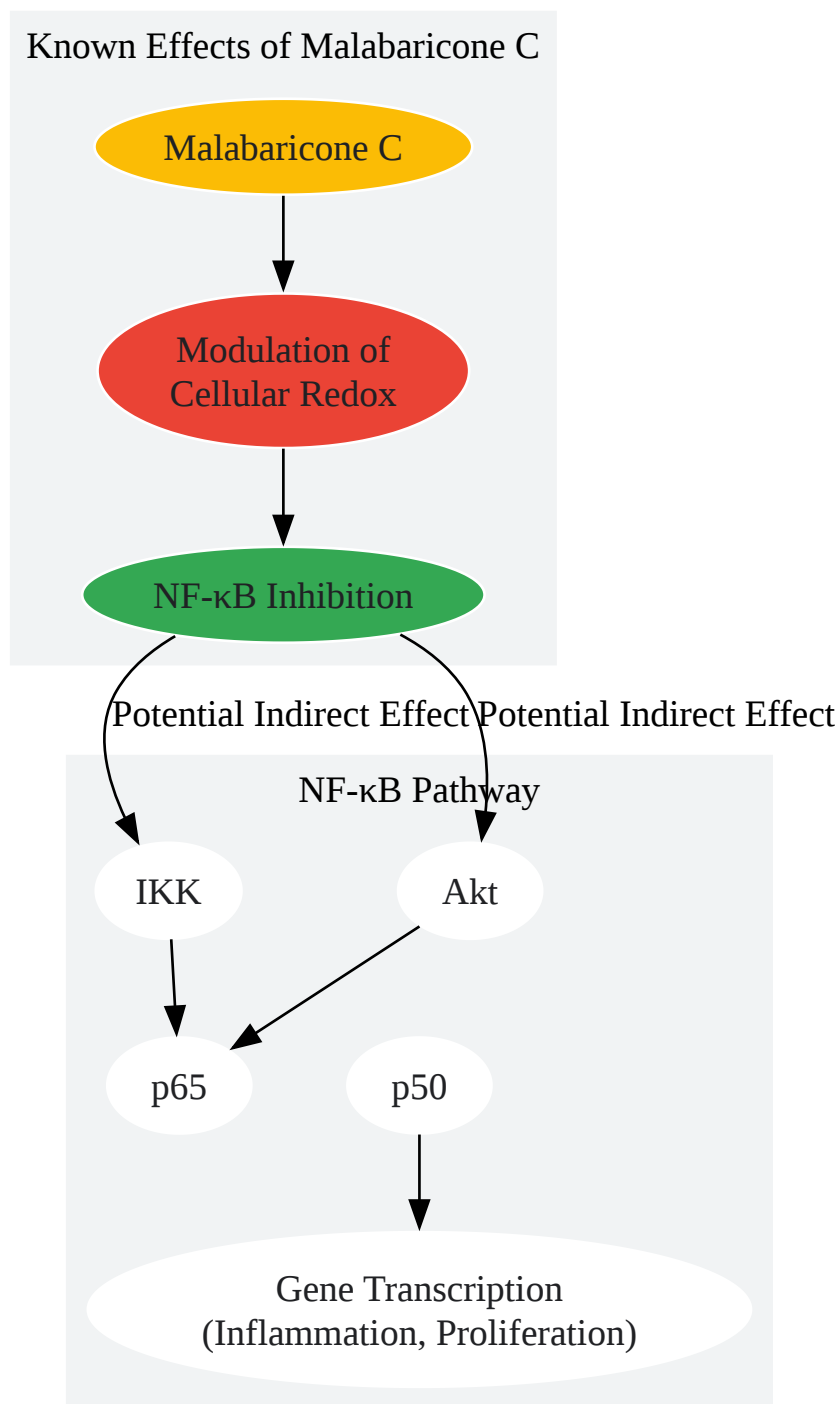 Known Effects of Malabaricone C
Malabaricone C
Modulation of
Cellular Redox
NF-κB Inhibition
Potential Indirect Effect
Potential Indirect Effect
NF-κB Pathway
IKK
Akt
p65
p50
Gene Transcription
(Inflammation, Proliferation)